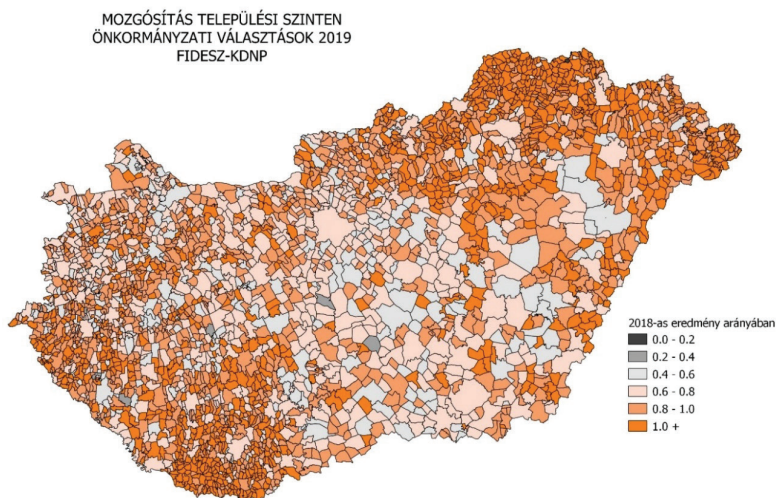 MOZGÓSÍTÁS TELEPÜLÉSI SZINTEN
ÖNKORMÁNYZATI VÁLASZTÁSOK 2019
FIDESZ-KDNP
2018-as eredmény arányában
0.0 - 0.2
0.2 - 0.4
0.4 - 0.6
0.6 - 0.8
0.8 - 1.0
1.0 +